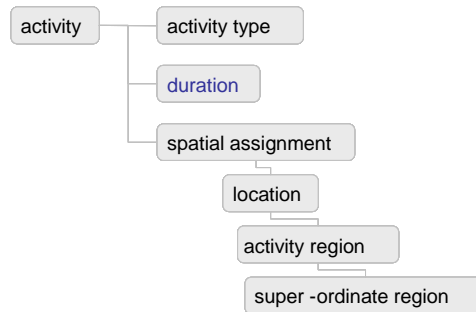 activity
activity type
duration
spatial assignment
location
activity region
super -ordinate region